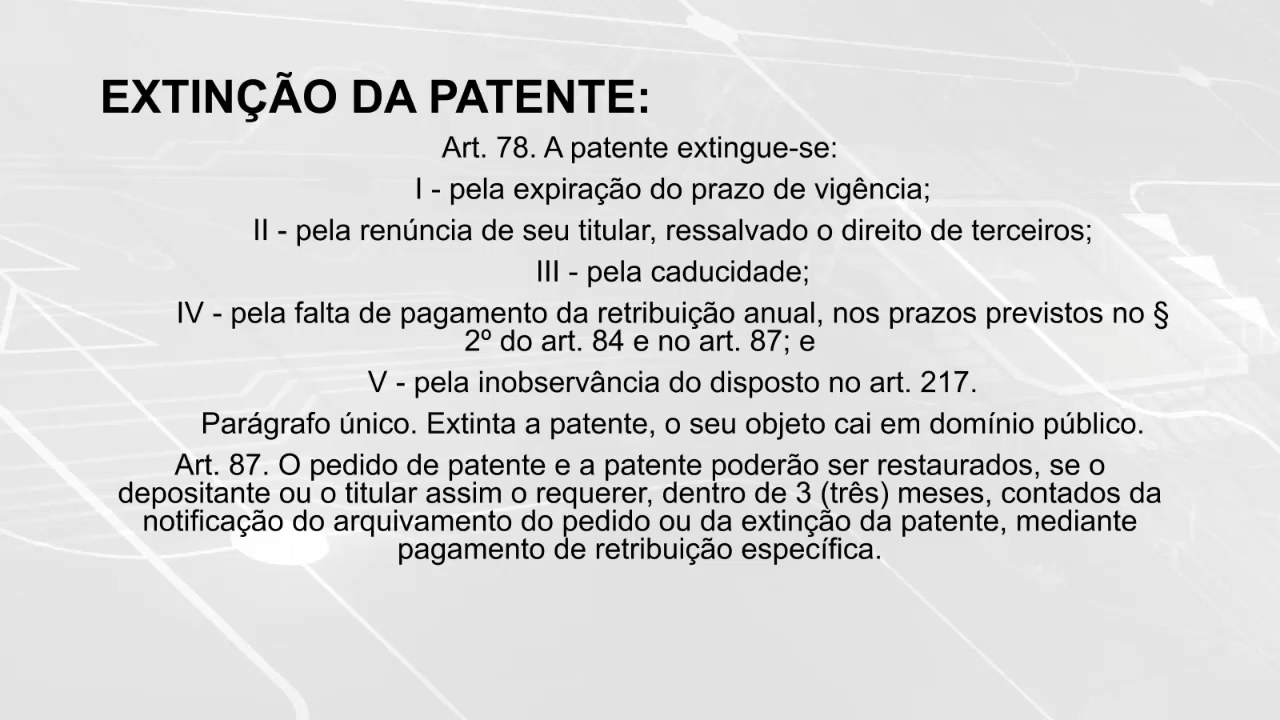 EXTINÇÃO DA PATENTE:
Art. 78. A patente extingue-se:
I - pela expiração do prazo de vigência;
II - pela renúncia de seu titular, ressalvado o direito de terceiros;
III - pela caducidade;
IV - pela falta de pagamento da retribuição anual, nos prazos previstos no §
2º do art. 84 e no art. 87; e
V - pela inobservância do disposto no art. 217.
Parágrafo único. Extinta a patente, o seu objeto cai em domínio público.
Art. 87. O pedido de patente e a patente poderão ser restaurados, se o
depositante ou o titular assim o requerer, dentro de 3 (três) meses, contados da
notificação do arquivamento do pedido ou da extinção da patente, mediante
pagamento de retribuição específica.